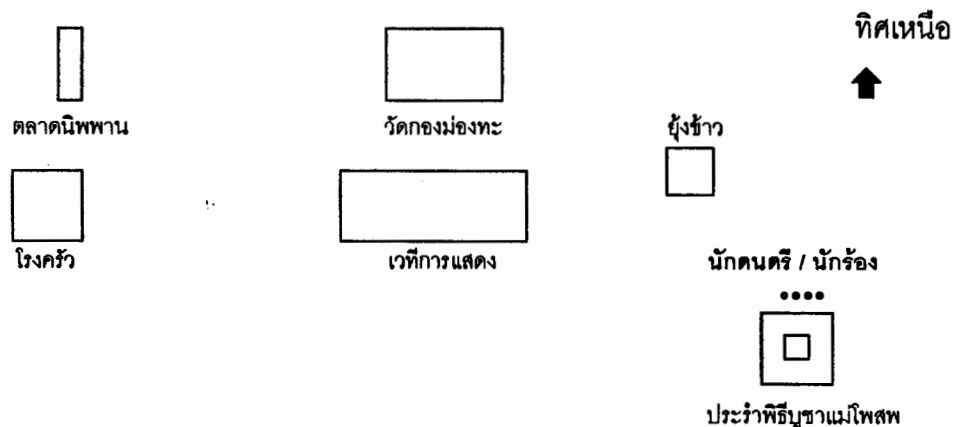 ทิศเหนือ
ตลาดนิพพาน
วัดกองม่องทะ
ยุ้งข้าว
โรงครัว
เวทีการแสดง
นักดนตรี / นักร้อง
ประรำพิธีบูชาแม่โพสพ